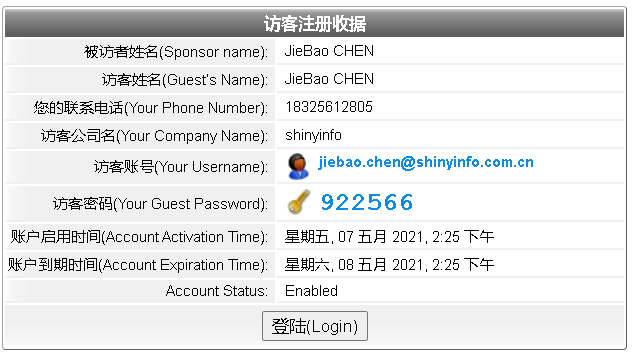 访客注册收据
被访者姓名(Sponsor name): JieBao CHEN
访客姓名(Guest's Name): JieBao CHEN
您的联系电话(Your Phone Number): 18325612805
访客公司名(Your Company Name): shinyinfo
访客账号(Your Username): jiebao.chen@shinyinfo.com.cn
访客密码(Your Guest Password): 922566
账户启用时间(Account Activation Time): 星期五, 07 五月 2021, 2:25 下午
账户到期时间(Account Expiration Time): 星期六, 08 五月 2021, 2:25 下午
Account Status: Enabled
登陆(Login)